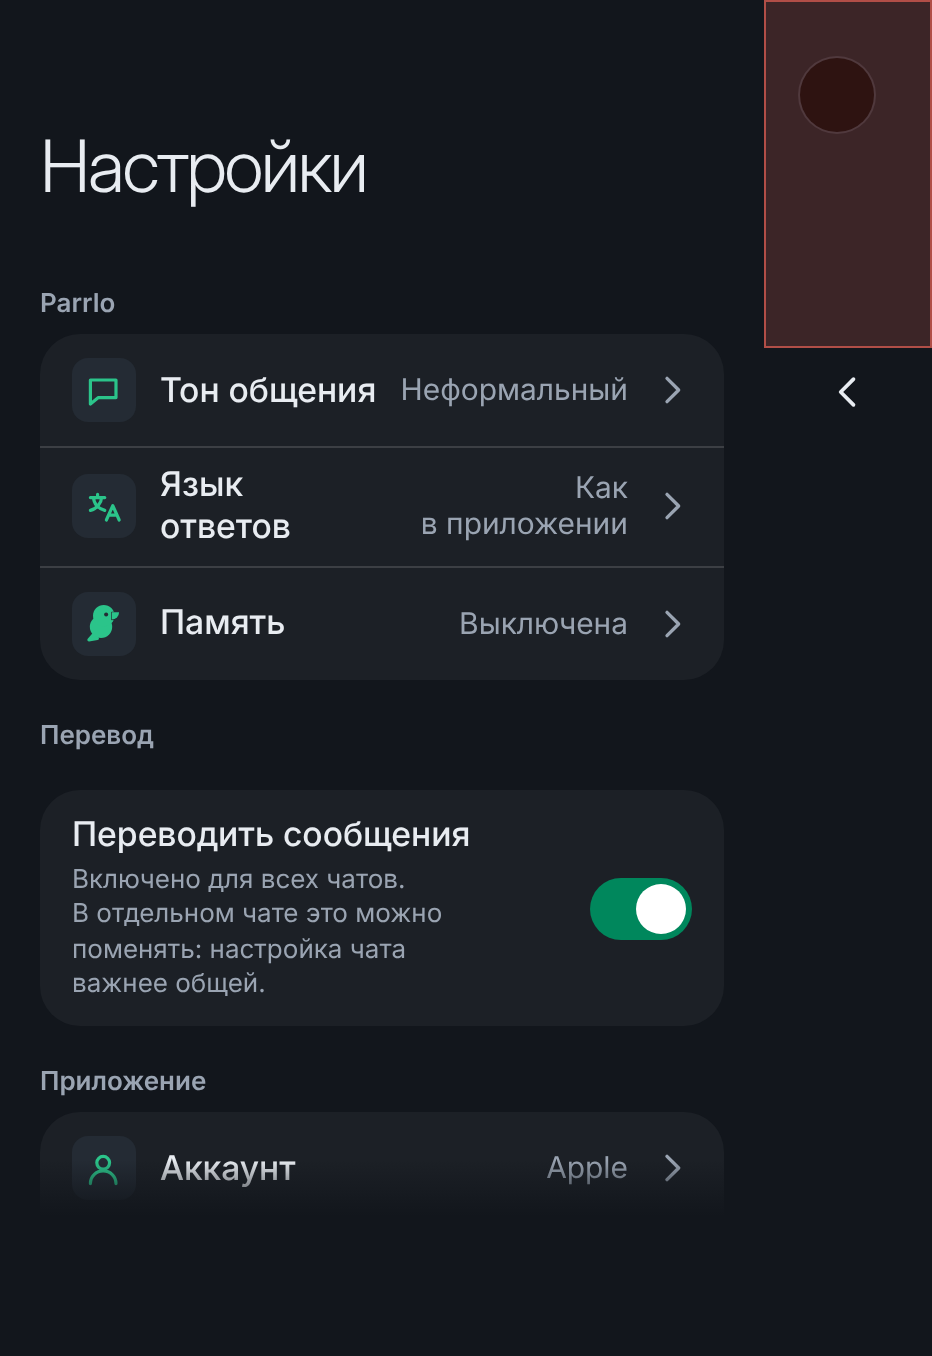 Настройки
Parrlo
Тон общения Неформальный
Язык
ответов
Как
в приложении
Память Выключена
Перевод
Переводить сообщения
Включено для всех чатов.
В отдельном чате это можно
поменять: настройка чата
важнее общей.
Приложение
Аккаунт Apple